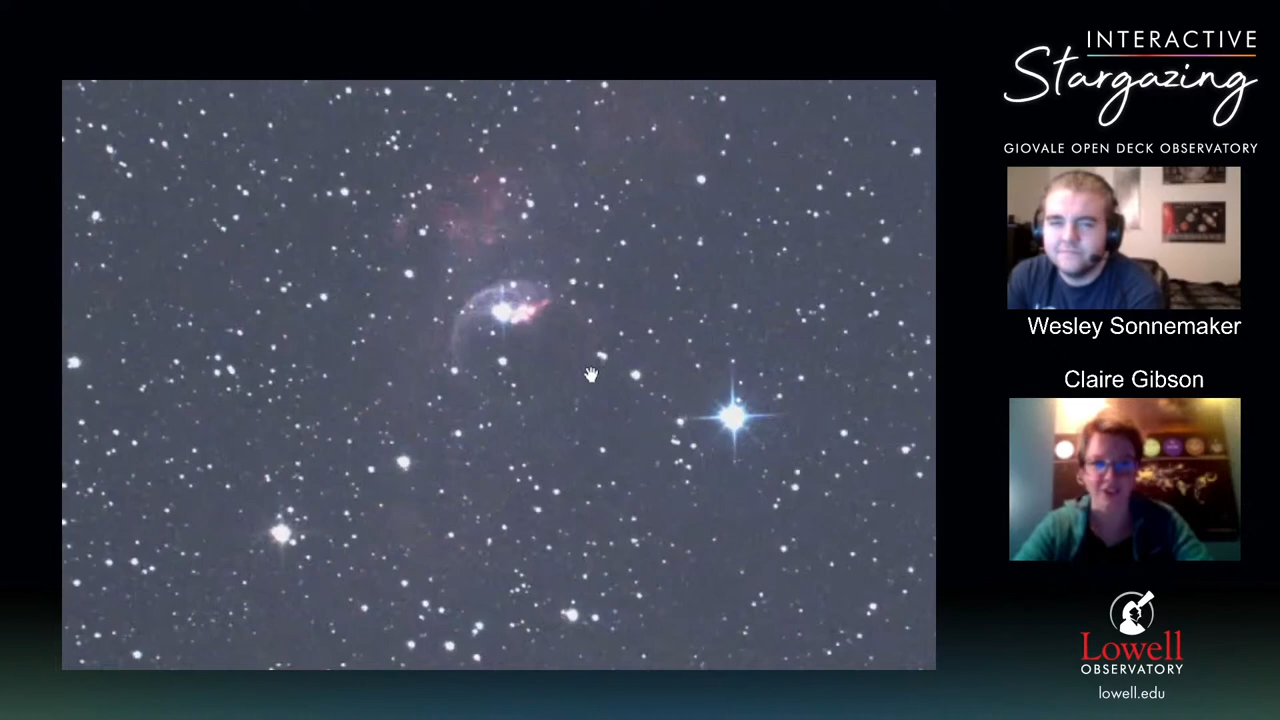 INTERACTIVE
Stargazing
GIOVALE OPEN DECK OBSERVATORY
Wesley Sonnemaker
Claire Gibson
Lowell
OBSERVATORY
lowell.edu